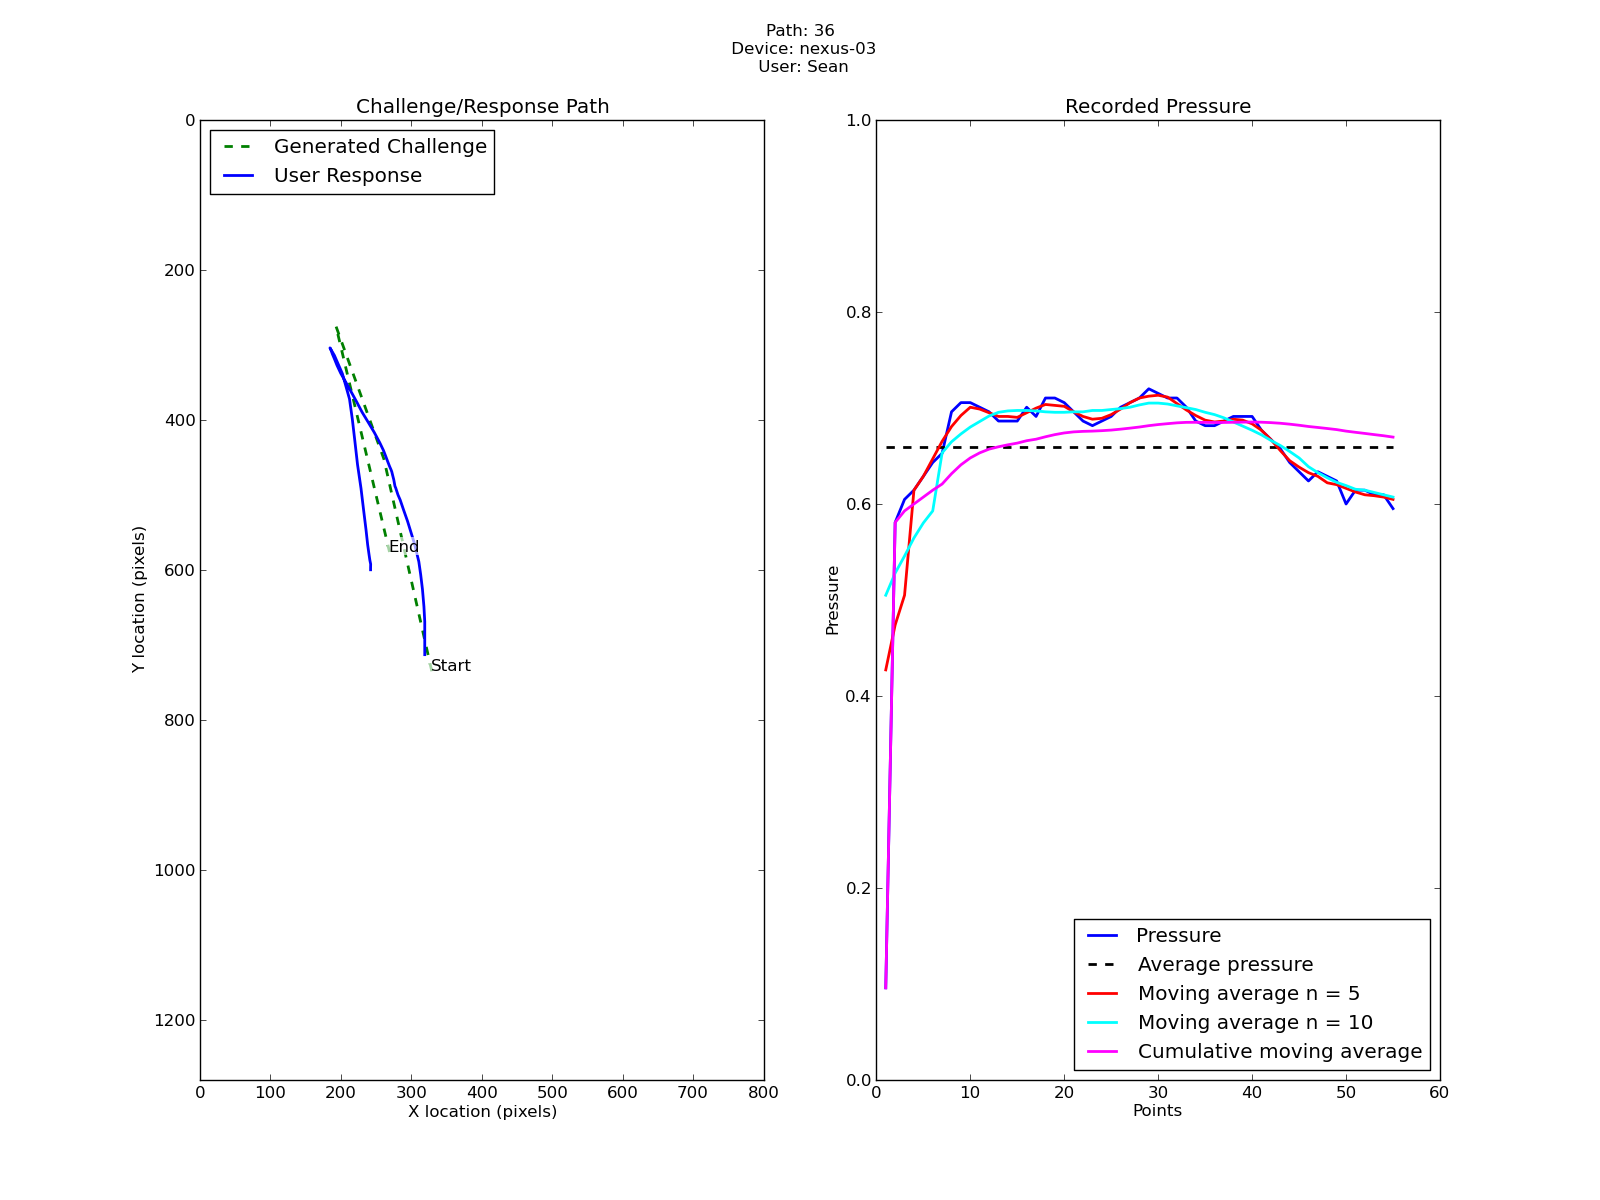 Path: 36
Device: nexus-03
User: Sean
Challenge/Response Path
Generated Challenge
User Response
0
200
400
600
800
1000
1200
Y location (pixels)
End
Start
0 100 200 300 400 500 600 700 800
X location (pixels)
Recorded Pressure
1.0
0.8
0.6
0.4
0.2
0.0
Pressure
Pressure
Average pressure
Moving average n = 5
Moving average n = 10
Cumulative moving average
0 10 20 30 40 50 60
Points